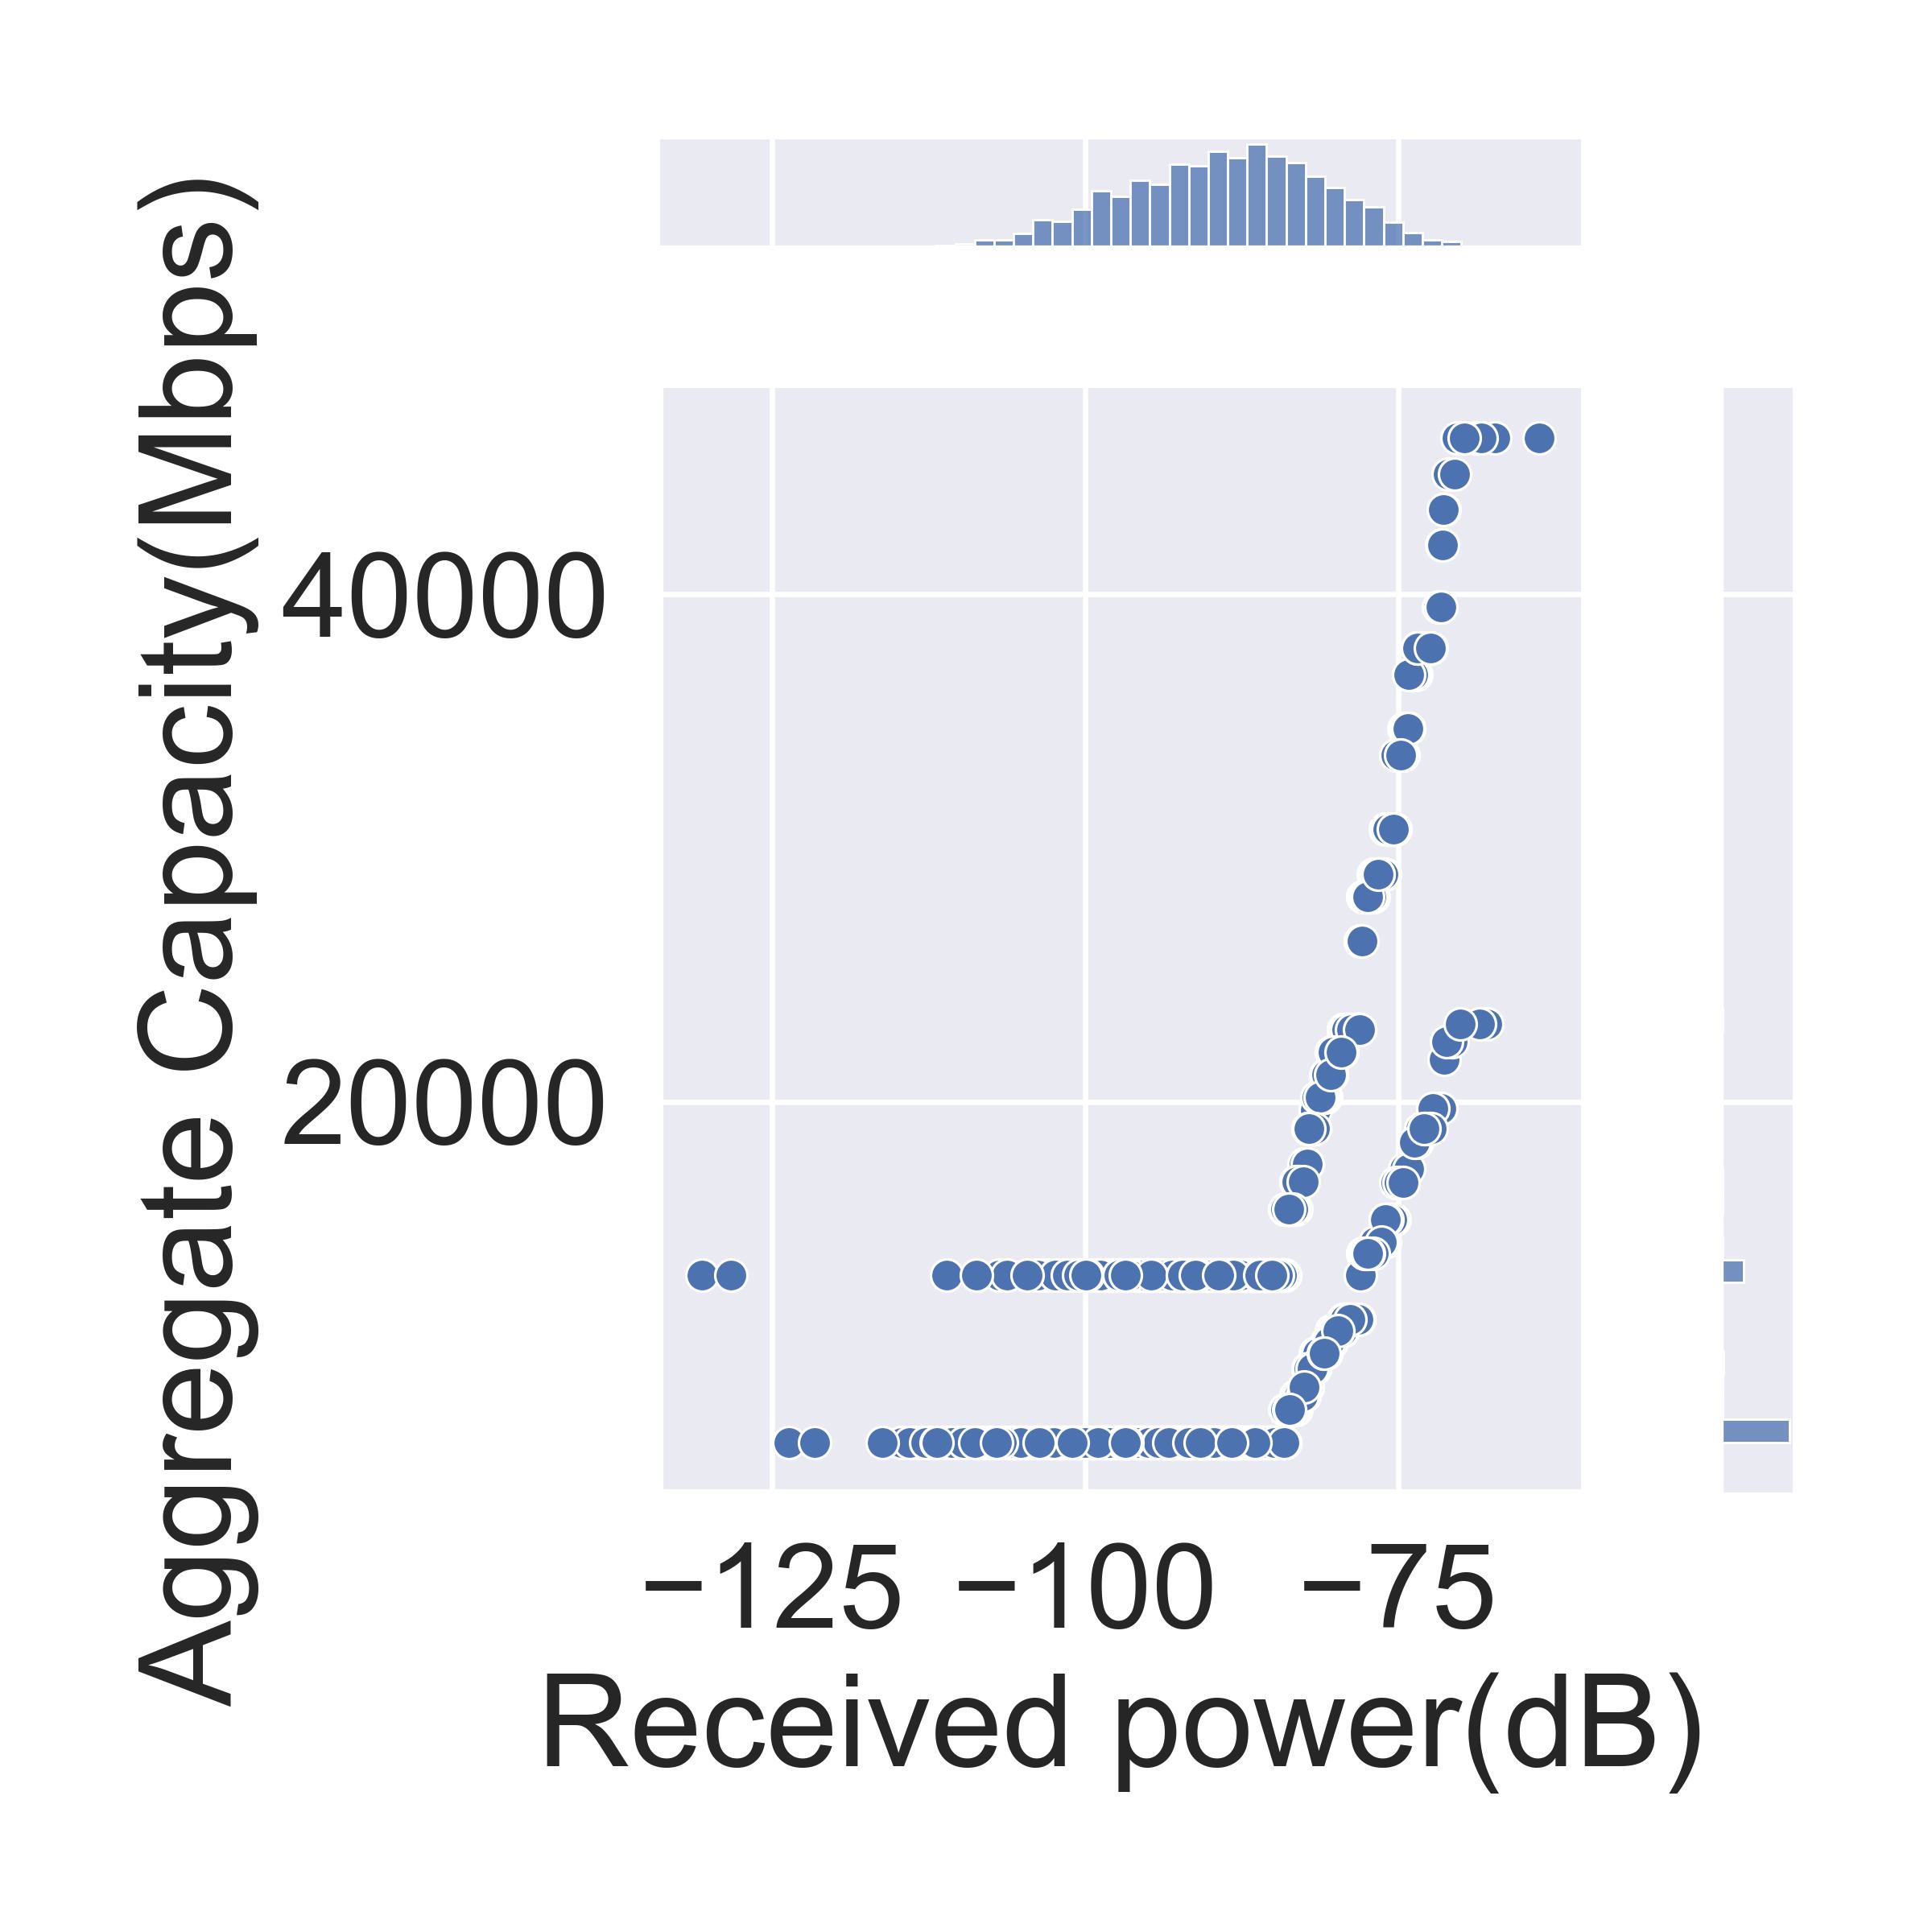 Aggregate Capacity(Mbps)
40000
20000
−125 −100 −75
Received power(dB)